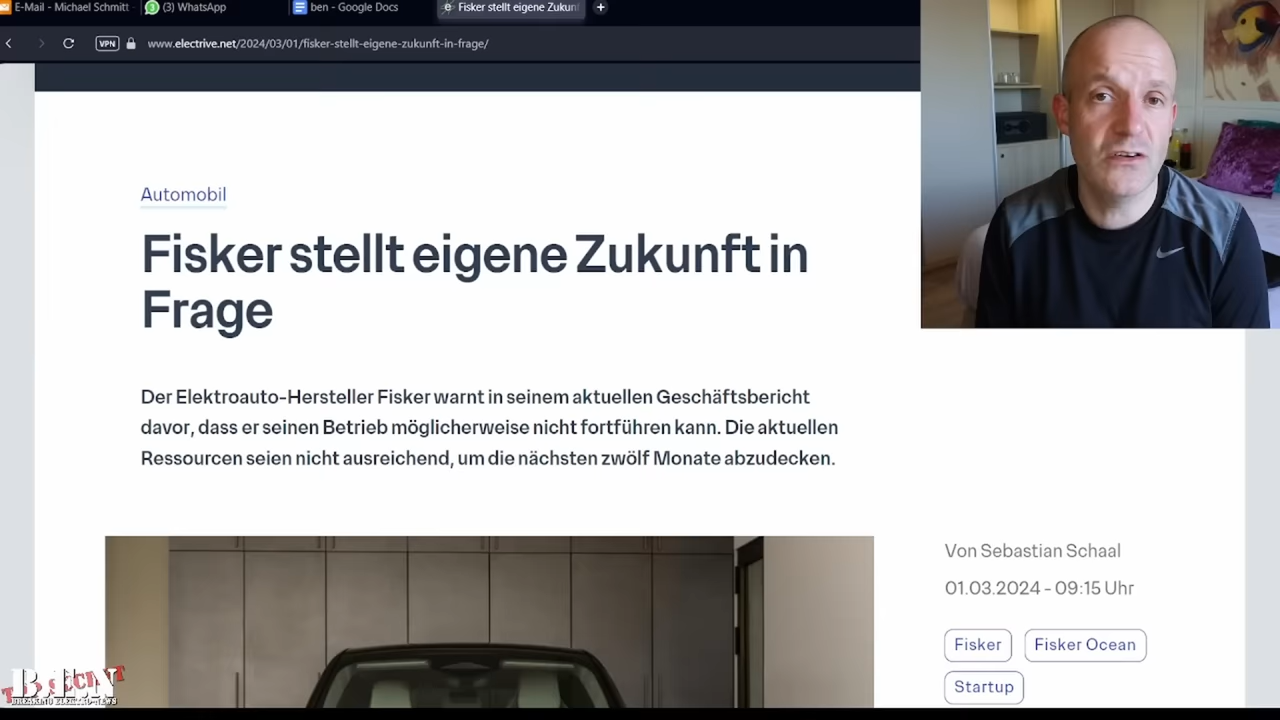 E-Mail - Michael Schmitt
(3) WhatsApp
ben - Google Docs
Fisker stellt eigene Zukunf
VPN
www.electrive.net/2024/03/01/fisker-stellt-eigene-zukunft-in-frage/
Automobil
Fisker stellt eigene Zukunft in
Frage
Der Elektroauto-Hersteller Fisker warnt in seinem aktuellen Geschäftsbericht
davor, dass er seinen Betrieb möglicherweise nicht fortführen kann. Die aktuellen
Ressourcen seien nicht ausreichend, um die nächsten zwölf Monate abzudecken.
Von Sebastian Schaal
01.03.2024 - 09:15 Uhr
Fisker
Fisker Ocean
Startup
BREAKING ELEKTRO-NEWS